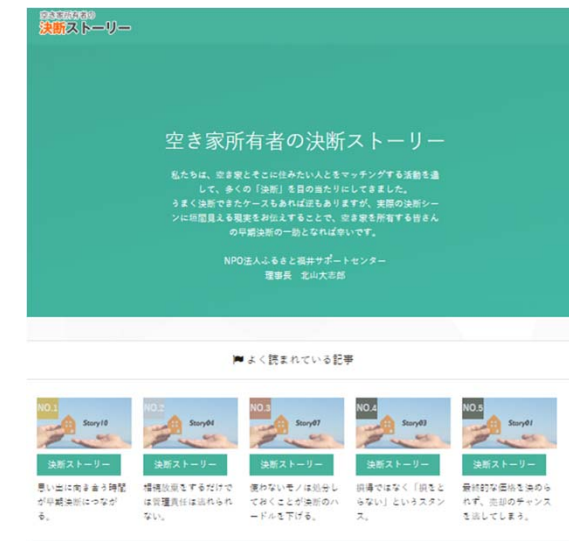 空き家所有者の
決断ストーリー
空き家所有者の決断ストーリー
私たちは、空き家とそこに住みたい人とをマッチングする活動を通
して、多くの「決断」を目の当たりにしてきました。
うまく決断できたケースもあれば逆もありますが、実際の決断シー
ンに垣間見える現実をお伝えすることで、空き家を所有する皆さん
の早期決断の一助となれば幸いです。
NPO法人ふるさと福井サポートセンター
理事長 北山大志郎
よく読まれている記事
NO.1 Story10
NO.2 Story04
NO.3 Story07
NO.4 Story03
NO.5 Story01
決断ストーリー
決断ストーリー
決断ストーリー
決断ストーリー
決断ストーリー
思い出に向き合う時間
が早期決断につなが
る。
相続放棄をするだけで
は管理責任は逃れられ
ない。
使わないモノは処分し
ておくことが決断のハ
ードルを下げる。
損得ではなく「損をと
らない」というスタン
ス。
最終的な価格を決めら
れず、売却のチャンス
を逃してしまう。